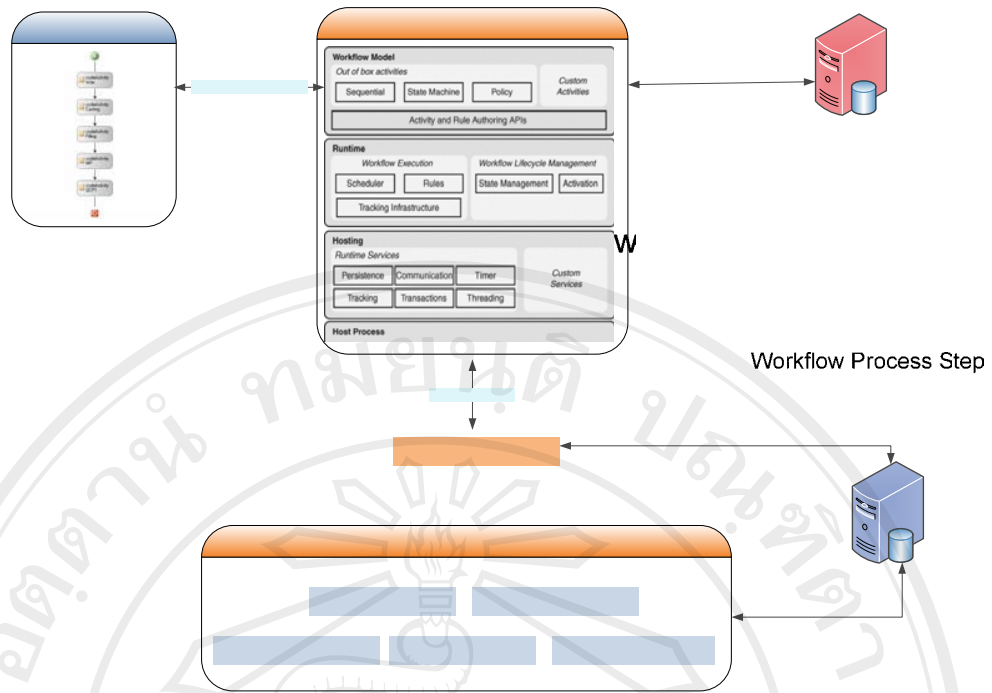 Workflow Model
Out of box activities
Custom
Activities
Sequential
State Machine
Policy
Activity and Rule Authoring APIs
Runtime
Workflow Execution
Workflow Lifecycle Management
Scheduler
Rules
State Management
Activation
Tracking Infrastructure
W
Hosting
Runtime Services
Custom
Services
Persistence
Communication
Timer
Tracking
Transactions
Threading
Host Process
Workflow Process Step